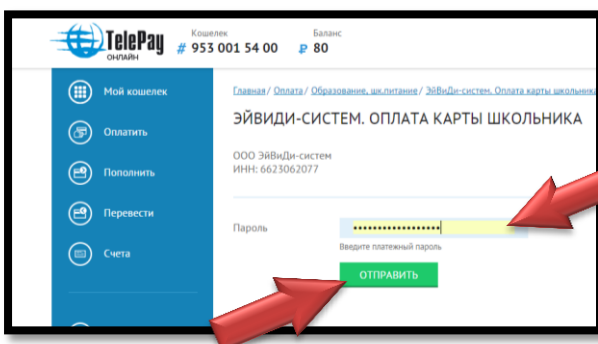 TelePay
ОНЛАЙН
Кошелек
# 953 001 54 00
Баланс
₽ 80
Мой кошелек
Оплатить
Пополнить
Перевести
Счета
Главная / Оплата / Образование, шк.питание / ЭйВиДи-систем. Оплата карты школьника
ЭЙВИДИ-СИСТЕМ. ОПЛАТА КАРТЫ ШКОЛЬНИКА
ООО ЭйВиДи-систем
ИНН: 6623062077
Пароль
••••••••••••••••••
Введите платежный пароль
ОТПРАВИТЬ